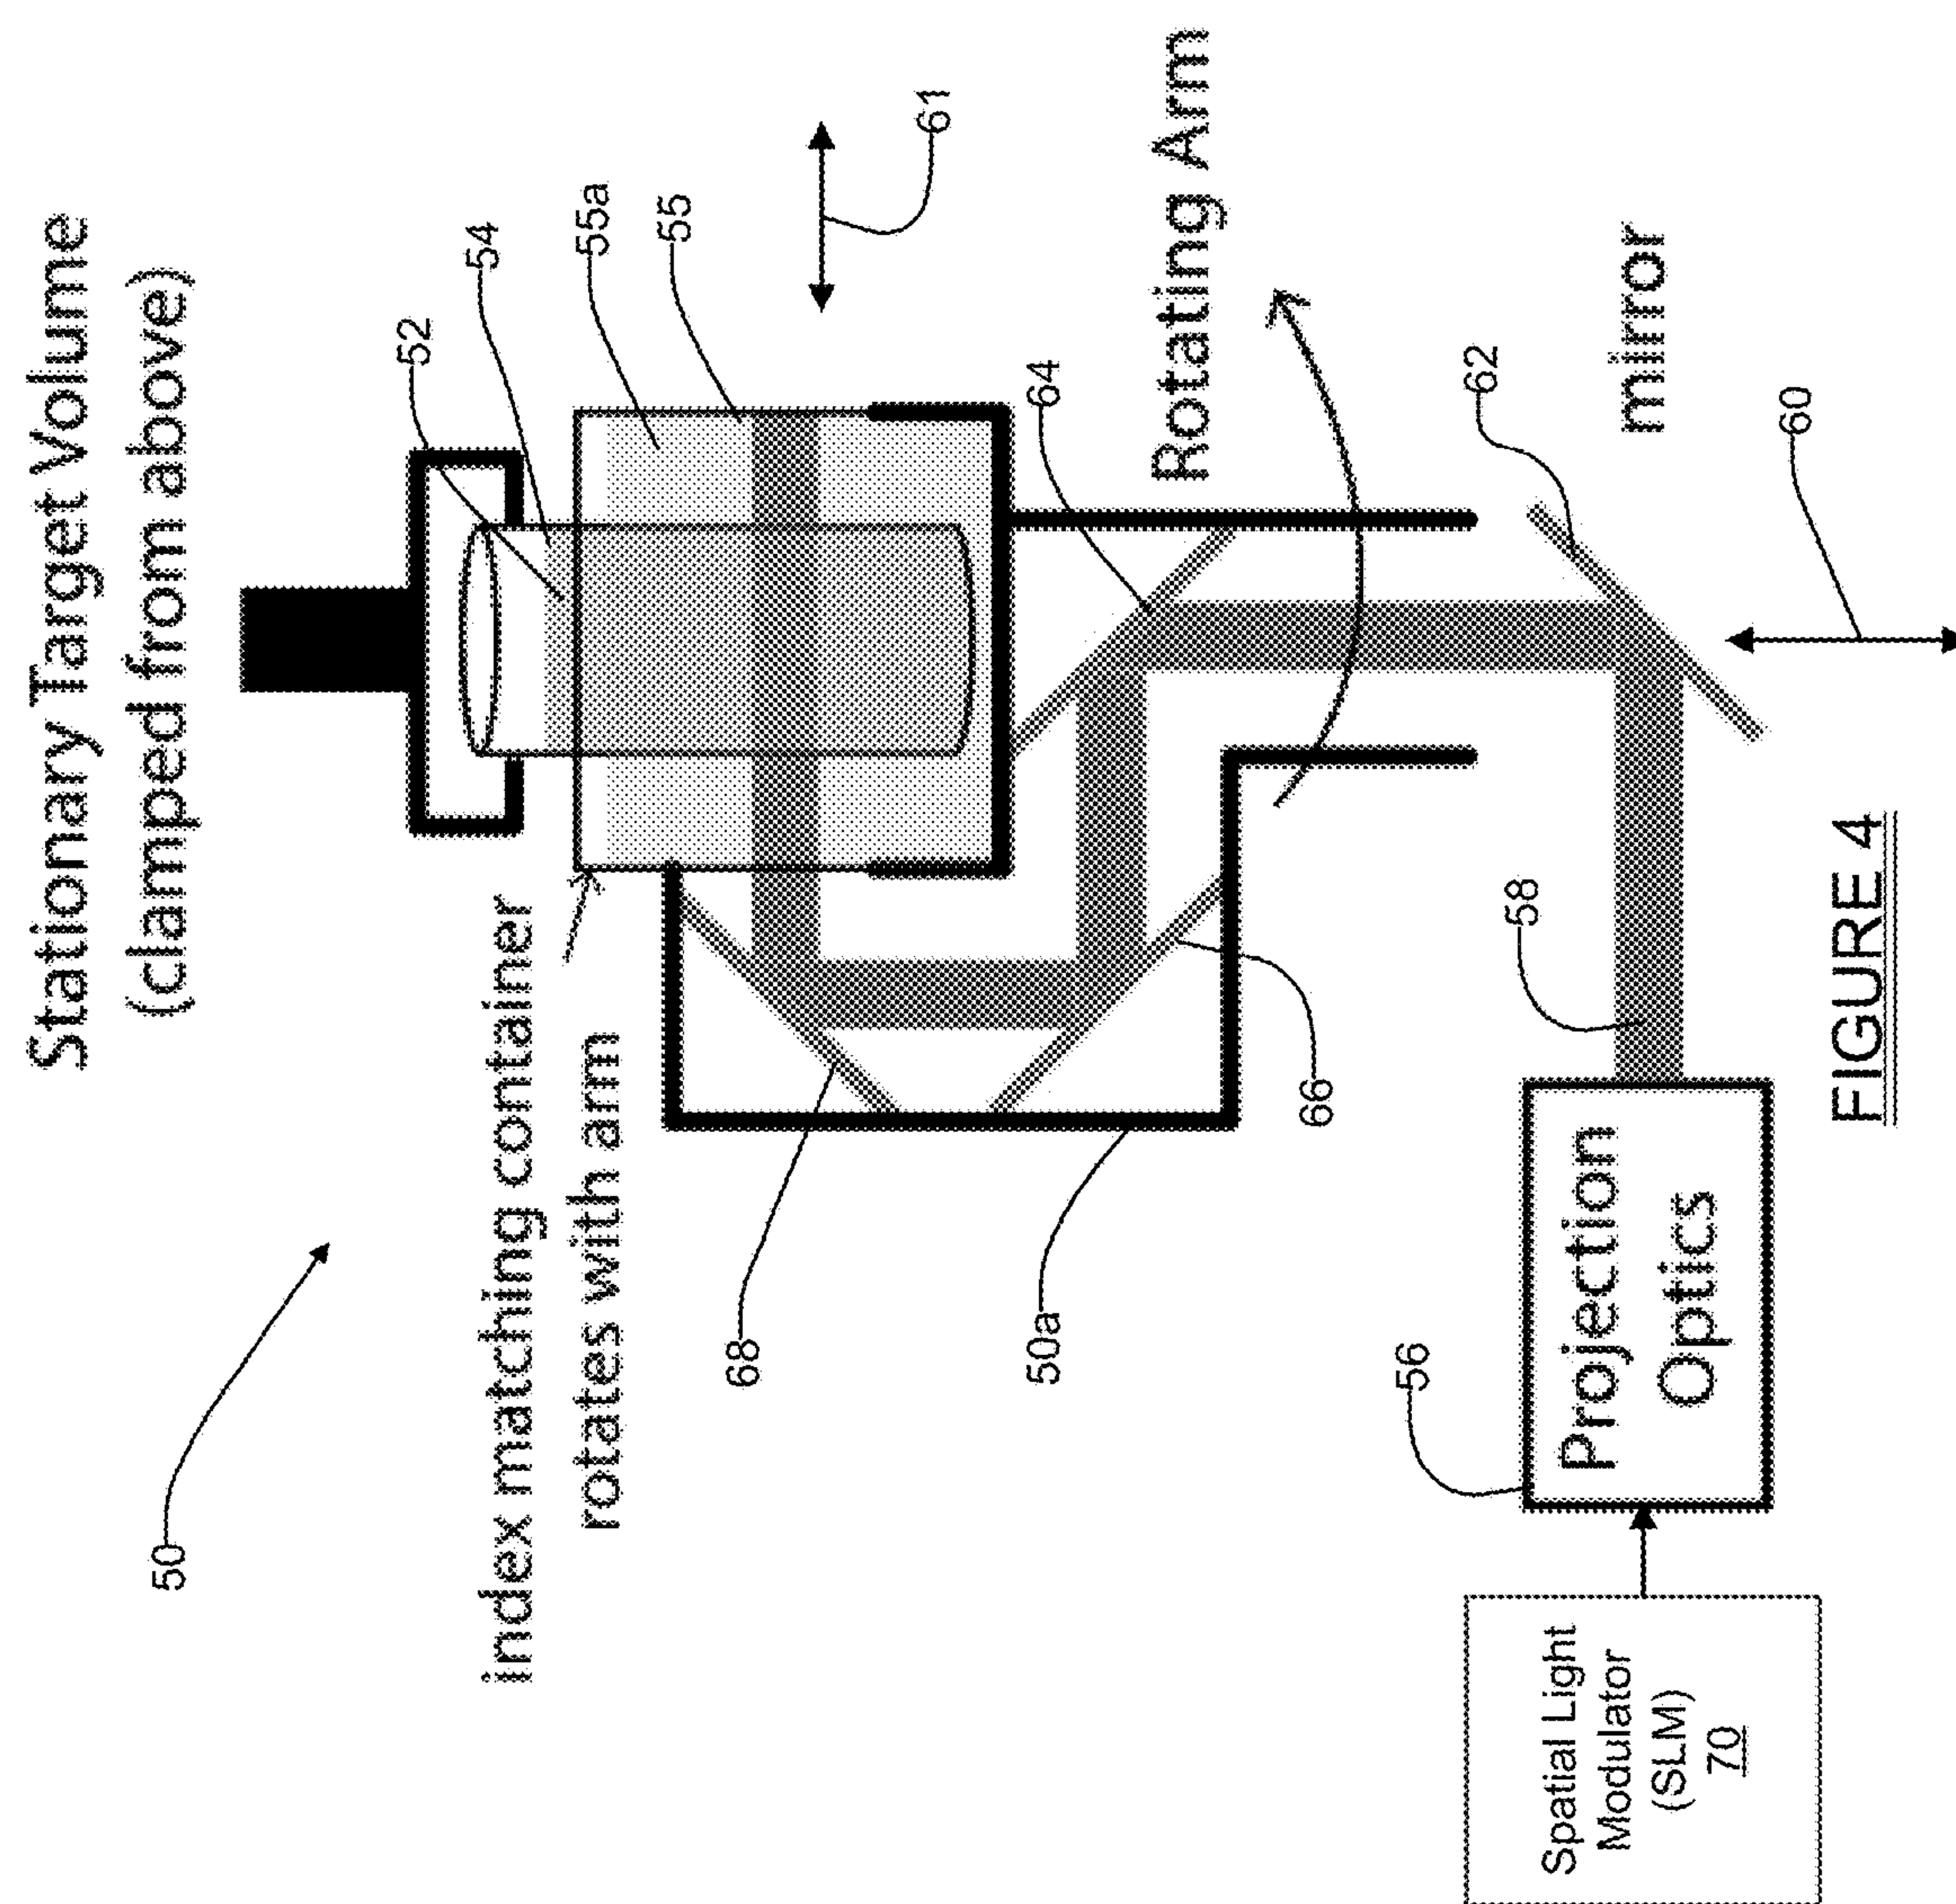 Stationary Target Volume
(clamped from above)
50
52
54
55a
55
61
index matching container
rotates with arm
68
50a
64
Rotating Arm
66
62
mirror
60
56
58
Projection
Optics
Spatial Light
Modulator
(SLM)
70
FIGURE 4